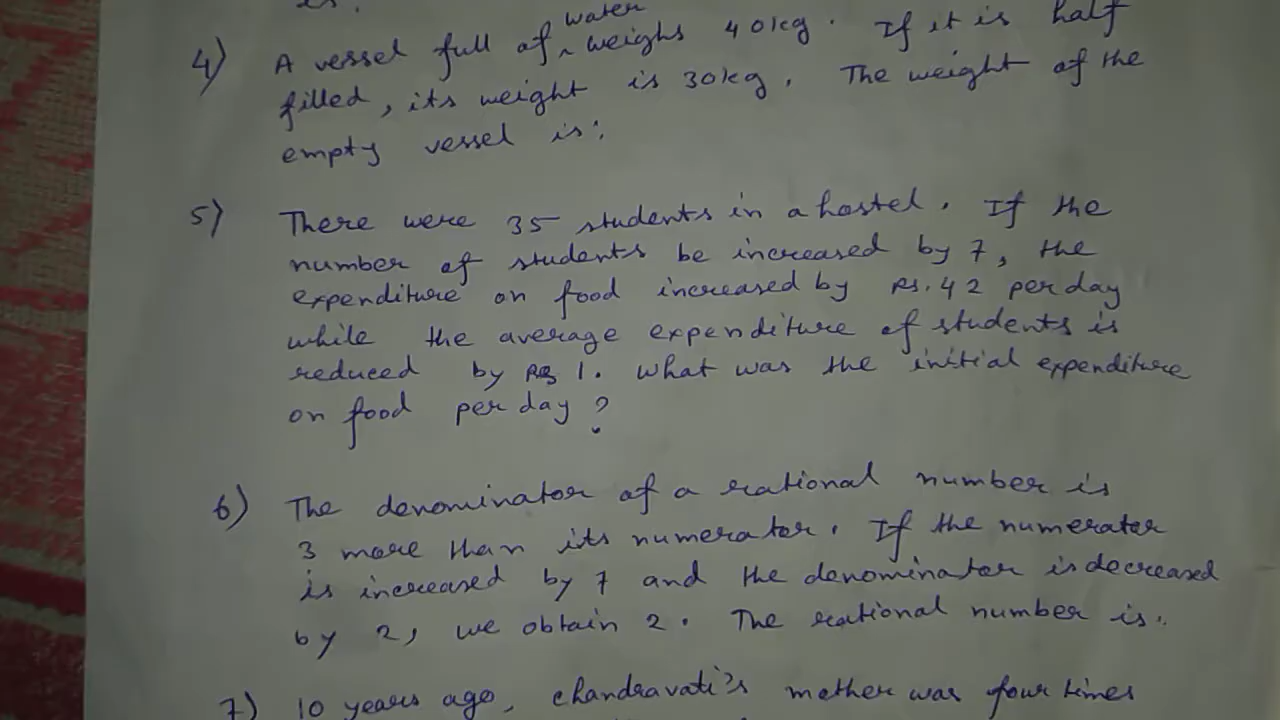 is.
4) A vessel full of water weighs 40kg. If it is half
filled, its weight is 30kg. The weight of the
empty vessel is:
5) There were 35 students in a hostel. If the
number of students be increased by 7, the
expenditure on food increased by Rs. 42 per day
while the average expenditure of students is
reduced by Rs 1. What was the initial expenditure
on food per day?
6) The denominator of a rational number is
3 more than its numerator. If the numerater
is increased by 7 and the denominator is decreased
by 2, we obtain 2. The rational number is.
7) 10 years ago, chandravati's mother was four times